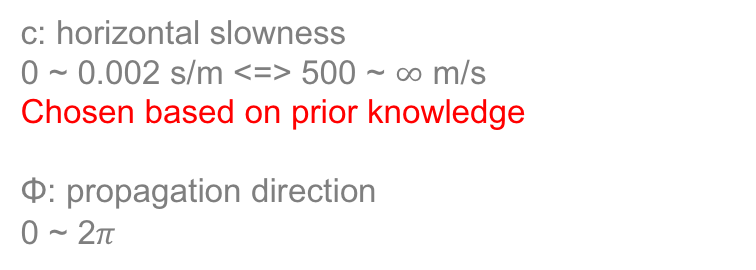 c: horizontal slowness
0 ~ 0.002 s/m <=> 500 ~ ∞ m/s
Chosen based on prior knowledge
Φ: propagation direction
0 ~ 2π